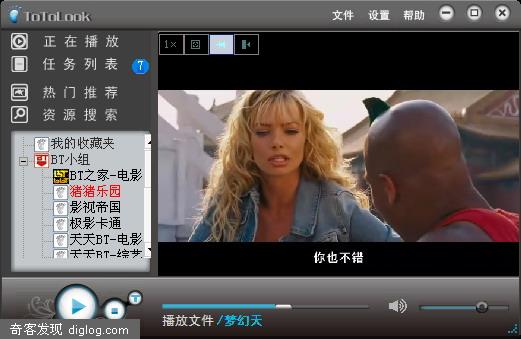 ToToLook
文件 设置 帮助
正在播放
任务列表 7
热门推荐
资源搜索
1×
我的收藏夹
BT小组
BT之家-电影
猪猪乐园
影视帝国
极影卡通
天天BT-电影
天天BT-综艺
你也不错
播放文件/梦幻天
奇客发现 diglog.com